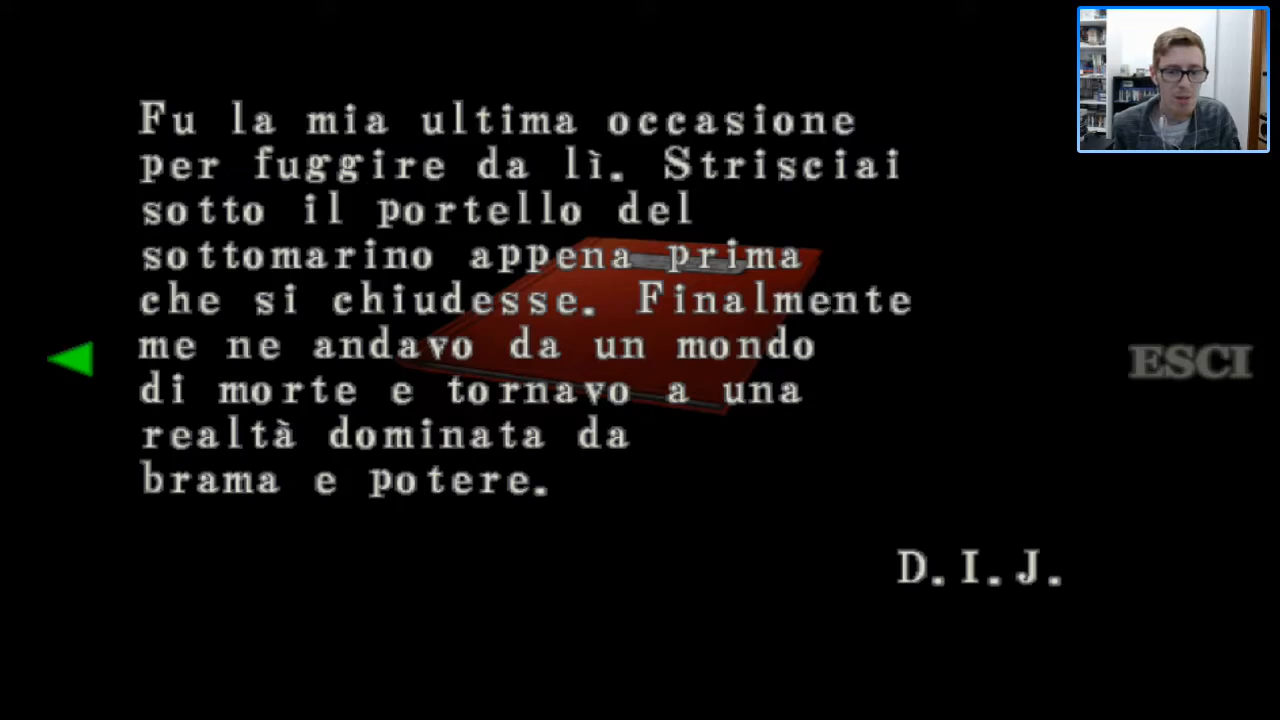 Fu la mia ultima occasione
per fuggire da lì. Strisciai
sotto il portello del
sottomarino appena prima
che si chiudesse. Finalmente
me ne andavo da un mondo
di morte e tornavo a una
realtà dominata da
brama e potere.
ESCI
D.I.J.